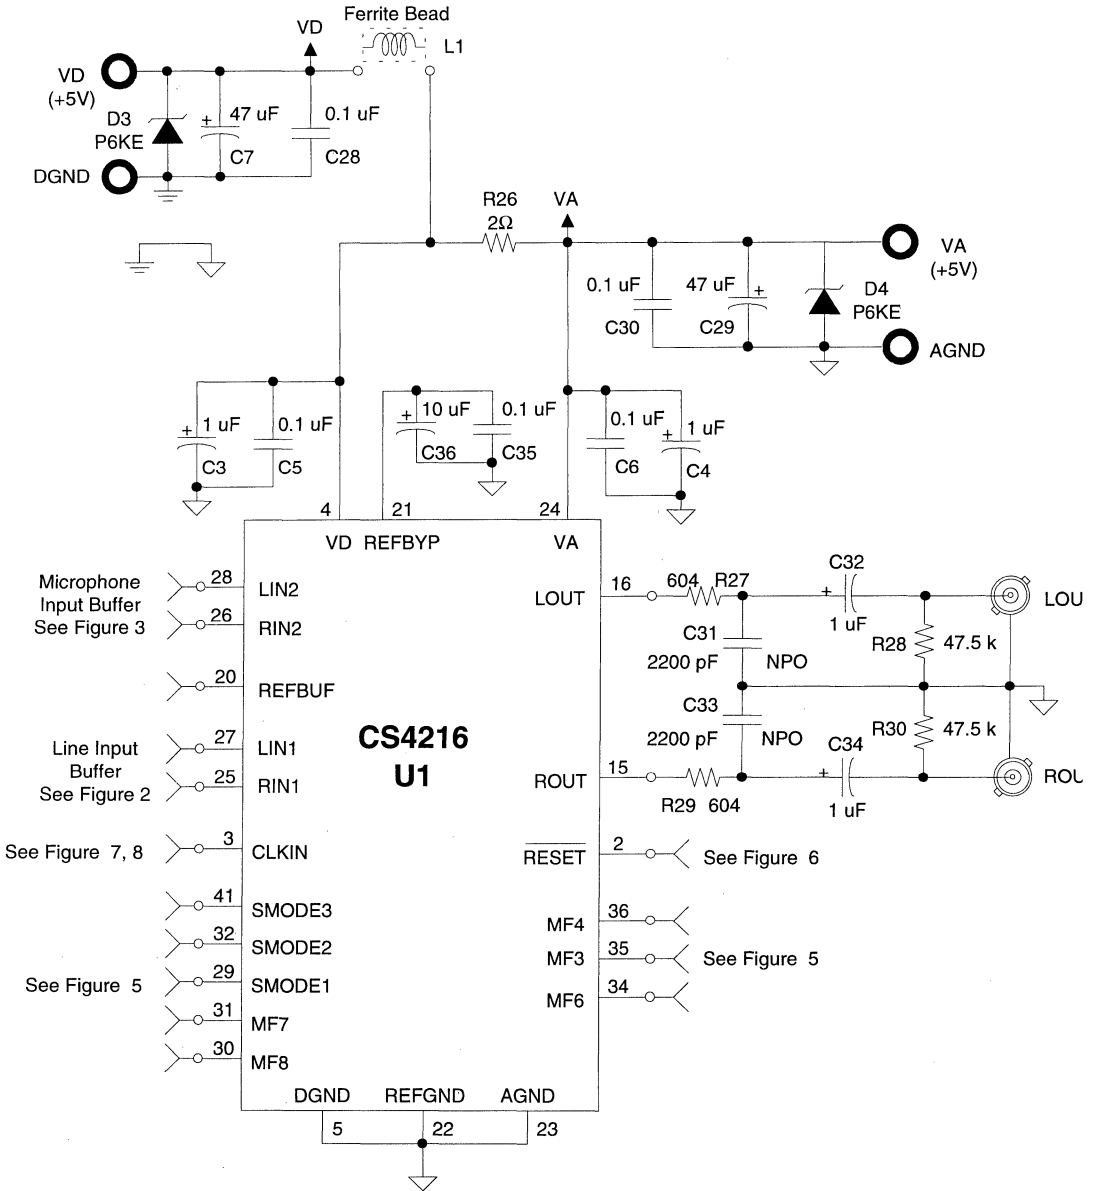 Ferrite Bead
VD
L1
VD
(+5V)
D3
P6KE
47 uF
C7
0.1 uF
C28
DGND
R26
2Ω
VA
VA
(+5V)
0.1 uF
C30
47 uF
C29
D4
P6KE
AGND
1 uF
C3
0.1 uF
C5
10 uF
C36
0.1 uF
C35
0.1 uF
C6
1 uF
C4
4
21
24
VD
REFBYP
VA
Microphone
Input Buffer
See Figure 3
28
LIN2
26
RIN2
20
REFBUF
Line Input
Buffer
See Figure 2
27
LIN1
25
RIN1
See Figure 7, 8
3
CLKIN
41
SMODE3
32
SMODE2
See Figure 5
29
SMODE1
31
MF7
30
MF8
CS4216
U1
LOUT
16
604
R27
C32
1 uF
LOU
C31
2200 pF
NPO
R28
47.5 k
C33
2200 pF
NPO
R30
47.5 k
ROUT
15
R29
604
C34
1 uF
ROU
RESET
2
See Figure 6
MF4
36
MF3
35
See Figure 5
MF6
34
DGND
REFGND
AGND
5
22
23